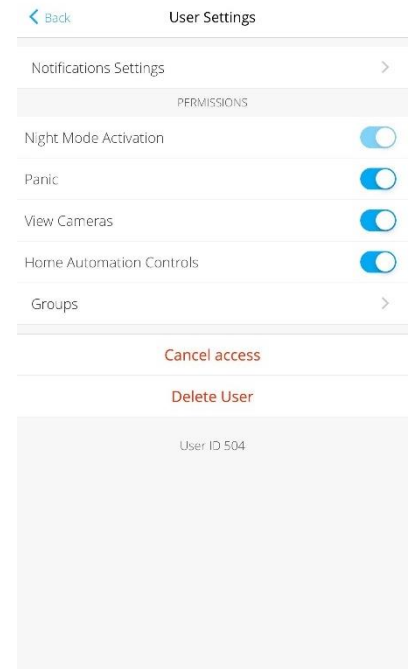 Back
User Settings
Notifications Settings
PERMISSIONS
Night Mode Activation
Panic
View Cameras
Home Automation Controls
Groups
Cancel access
Delete User
User ID 504